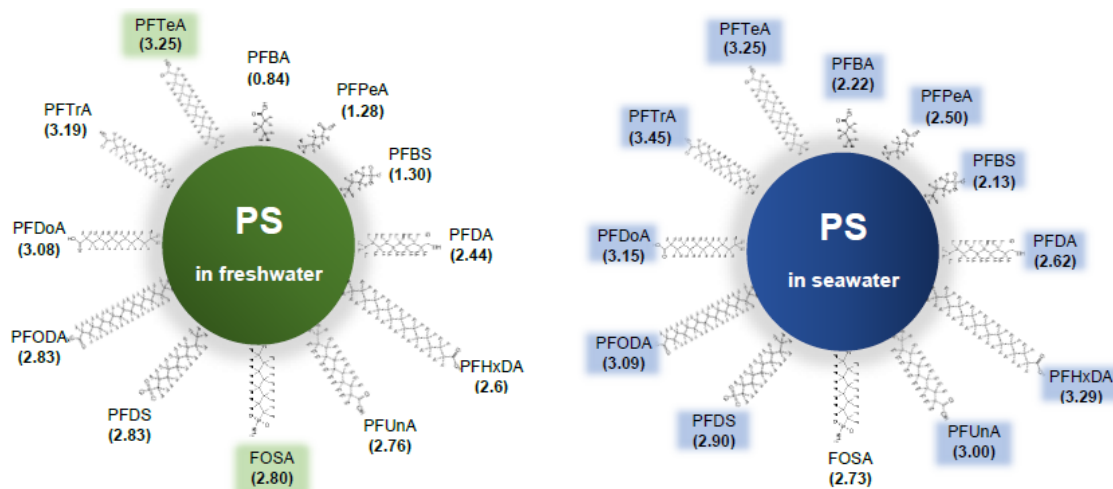 PFTeA
(3.25)
PFBA
(0.84)
PFPeA
(1.28)
PFTrA
(3.19)
PFBS
(1.30)
PS
in freshwater
PFDoA
(3.08)
PFDA
(2.44)
PFODA
(2.83)
PFHxDA
(2.6)
PFDS
(2.83)
PFUnA
(2.76)
FOSA
(2.80)
PFTeA
(3.25)
PFBA
(2.22)
PFPeA
(2.50)
PFTrA
(3.45)
PFBS
(2.13)
PS
in seawater
PFDoA
(3.15)
PFDA
(2.62)
PFODA
(3.09)
PFHxDA
(3.29)
PFDS
(2.90)
PFUnA
(3.00)
FOSA
(2.73)